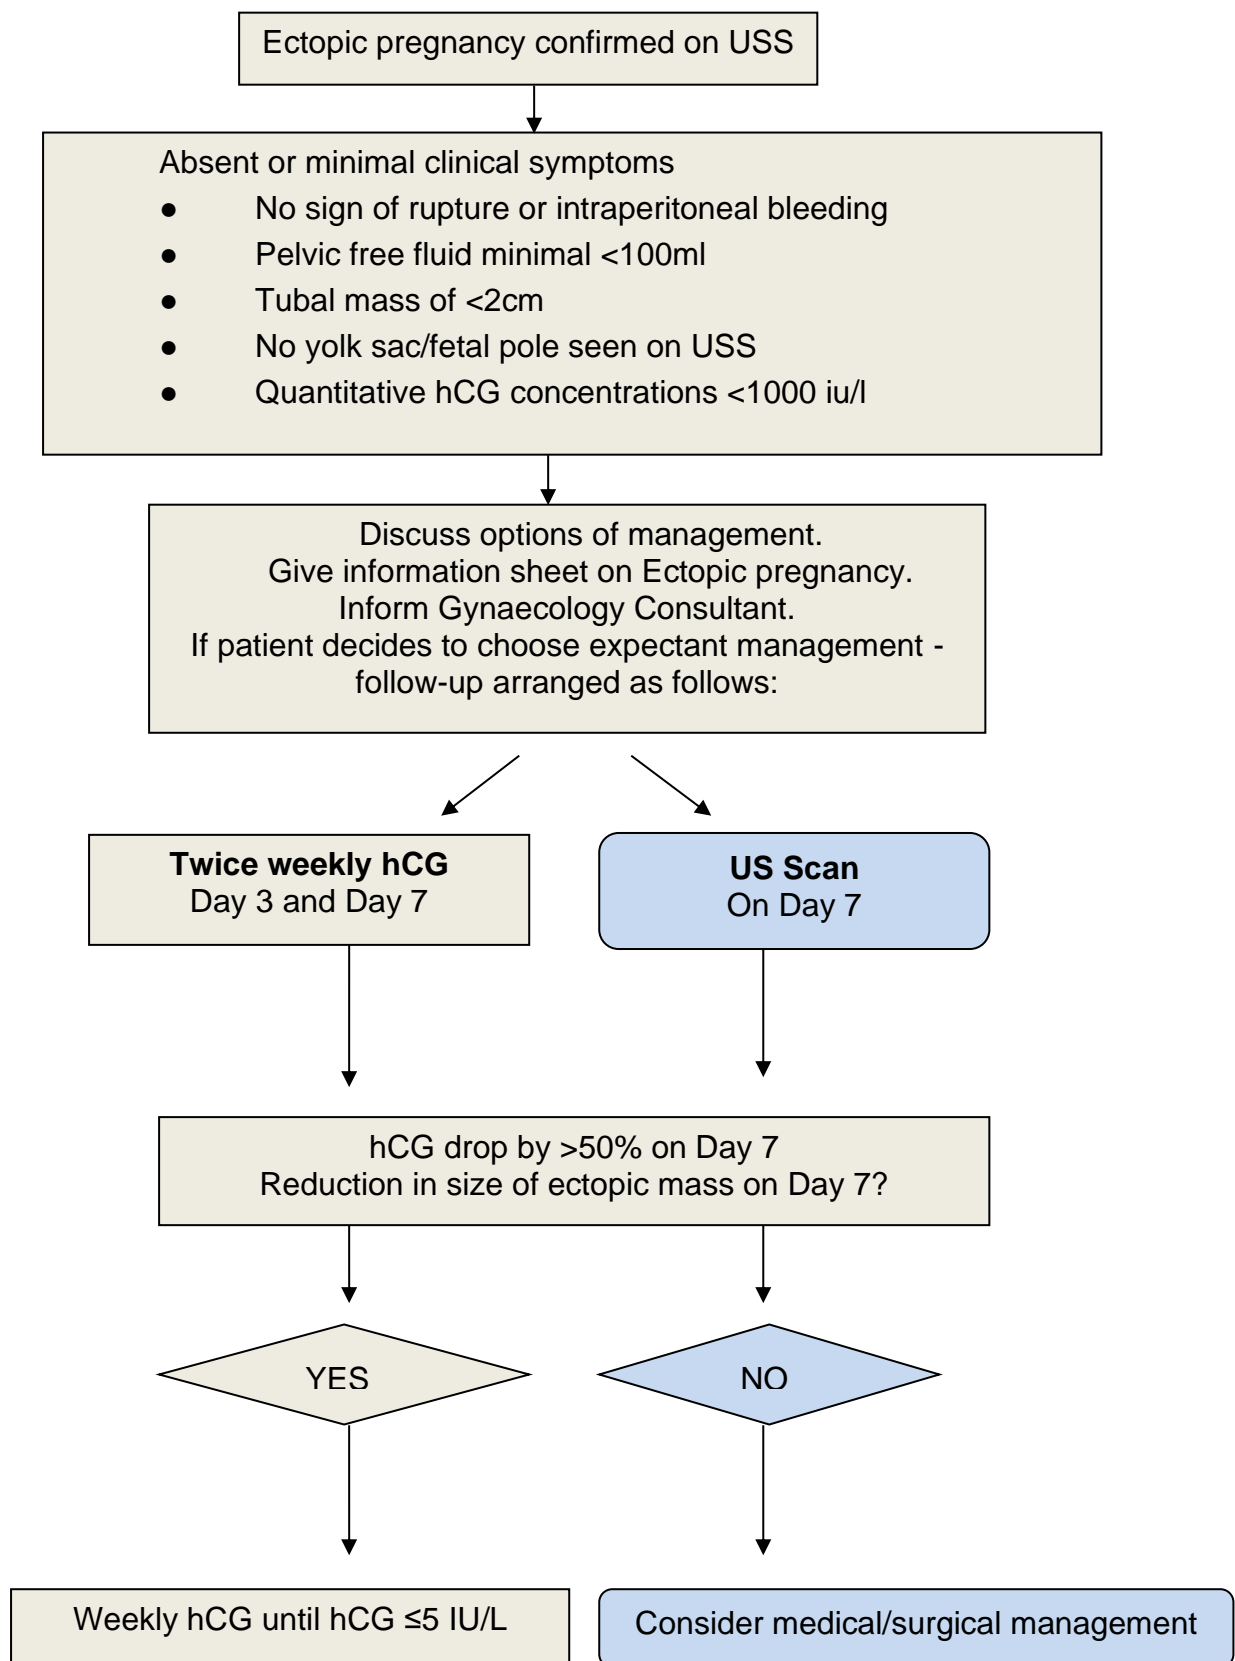 Ectopic pregnancy confirmed on USS
Absent or minimal clinical symptoms
● No sign of rupture or intraperitoneal bleeding
● Pelvic free fluid minimal <100ml
● Tubal mass of <2cm
● No yolk sac/fetal pole seen on USS
● Quantitative hCG concentrations <1000 iu/l
Discuss options of management.
Give information sheet on Ectopic pregnancy.
Inform Gynaecology Consultant.
If patient decides to choose expectant management -
follow-up arranged as follows:
Twice weekly hCG
Day 3 and Day 7
US Scan
On Day 7
hCG drop by >50% on Day 7
Reduction in size of ectopic mass on Day 7?
YES
NO
Weekly hCG until hCG ≤5 IU/L
Consider medical/surgical management